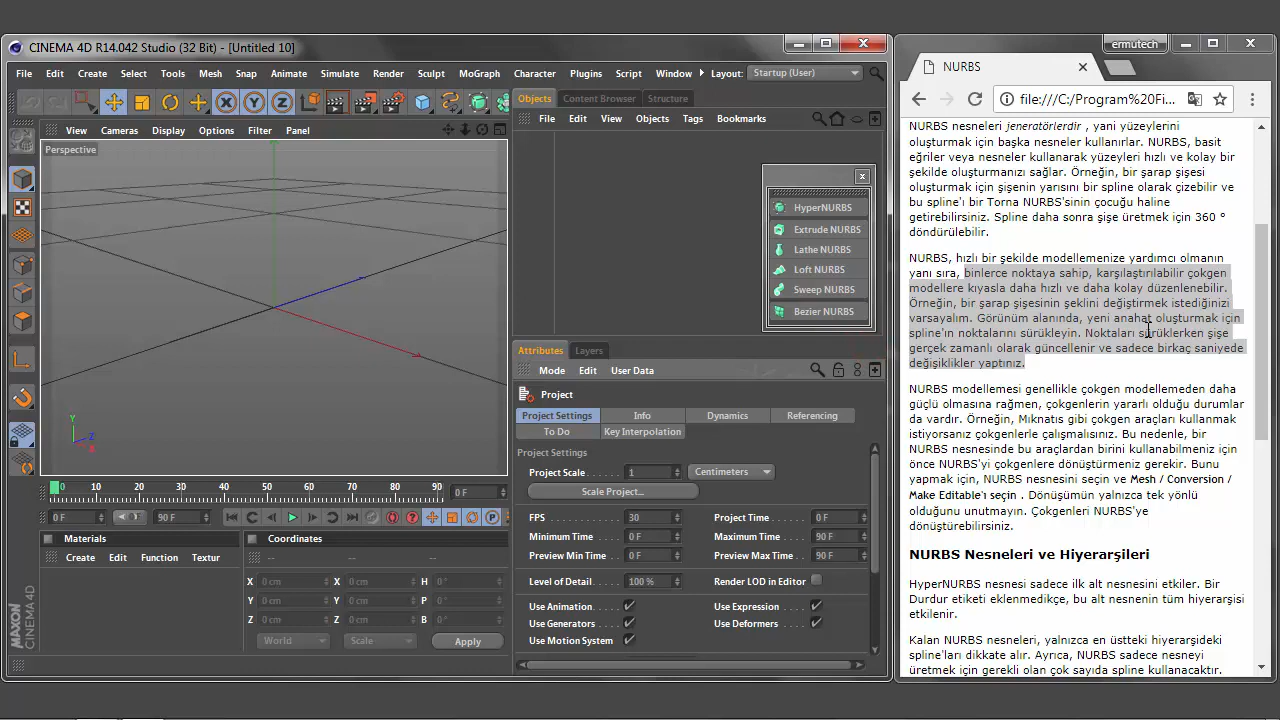 CINEMA 4D R14.042 Studio (32 Bit) - [Untitled 10]
File Edit Create Select Tools Mesh Snap Animate Simulate Render Sculpt MoGraph Character Plugins Script Window Layout: Startup (User)
X Y Z
Objects Content Browser Structure
View Cameras Display Options Filter Panel
File Edit View Objects Tags Bookmarks
Perspective
Y
Z
X
HyperNURBS
Extrude NURBS
Lathe NURBS
Loft NURBS
Sweep NURBS
Bezier NURBS
Attributes Layers
Mode Edit User Data
Project
Project Settings Info Dynamics Referencing
To Do Key Interpolation
Project Settings
Project Scale 1 Centimeters
Scale Project...
FPS 30 Project Time 0 F
Minimum Time 0 F Maximum Time 90 F
Preview Min Time 0 F Preview Max Time 90 F
Level of Detail 100 % Render LOD in Editor
Use Animation Use Expression
Use Generators Use Deformers
Use Motion System
0 10 20 30 40 50 60 70 80 90 0 F
0 F 90 F
Materials
Create Edit Function Textur
Coordinates
-- -- --
X 0 cm X 0 cm H 0 °
Y 0 cm Y 0 cm P 0 °
Z 0 cm Z 0 cm B 0 °
World Scale Apply
MAXON
CINEMA 4D
ermutech
NURBS
file:///C:/Program%20Fi...
NURBS nesneleri jeneratörlerdir , yani yüzeylerini
oluşturmak için başka nesneler kullanırlar. NURBS, basit
eğriler veya nesneler kullanarak yüzeyleri hızlı ve kolay bir
şekilde oluşturmanızı sağlar. Örneğin, bir şarap şişesi
oluşturmak için şişenin yarısını bir spline olarak çizebilir ve
bu spline'ı bir Torna NURBS'sinin çocuğu haline
getirebilirsiniz. Spline daha sonra şişe üretmek için 360 °
döndürülebilir.
NURBS, hızlı bir şekilde modellemenize yardımcı olmanın
yanı sıra, binlerce noktaya sahip, karşılaştırılabilir çokgen
modellere kıyasla daha hızlı ve daha kolay düzenlenebilir.
Örneğin, bir şarap şişesinin şeklini değiştirmek istediğinizi
varsayalım. Görünüm alanında, yeni anahat oluşturmak için
spline'ın noktalarını sürükleyin. Noktaları sürüklerken şişe
gerçek zamanlı olarak güncellenir ve sadece birkaç saniyede
değişiklikler yaptınız.
NURBS modellemesi genellikle çokgen modellemeden daha
güçlü olmasına rağmen, çokgenlerin yararlı olduğu durumlar
da vardır. Örneğin, Mıknatıs gibi çokgen araçları kullanmak
istiyorsanız çokgenlerle çalışmalısınız. Bu nedenle, bir
NURBS nesnesinde bu araçlardan birini kullanabilmeniz için
önce NURBS'yi çokgenlere dönüştürmeniz gerekir. Bunu
yapmak için, NURBS nesnesini seçin ve Mesh / Conversion /
Make Editable'ı seçin . Dönüşümün yalnızca tek yönlü
olduğunu unutmayın. Çokgenleri NURBS'ye
dönüştürebilirsiniz.
NURBS Nesneleri ve Hiyerarşileri
HyperNURBS nesnesi sadece ilk alt nesnesini etkiler. Bir
Durdur etiketi eklenmedikçe, bu alt nesnenin tüm hiyerarşisi
etkilenir.
Kalan NURBS nesneleri, yalnızca en üstteki hiyerarşideki
spline'ları dikkate alır. Ayrıca, NURBS sadece nesneyi
üretmek için gerekli olan çok sayıda spline kullanacaktır.